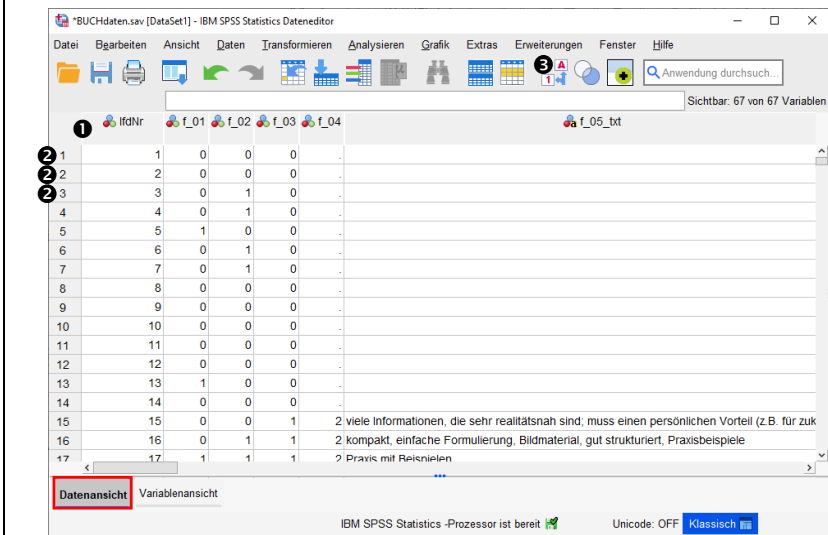 *BUCHdaten.sav [DataSet1] - IBM SPSS Statistics Dateneditor
Datei Bearbeiten Ansicht Daten Transformieren Analysieren Grafik Extras Erweiterungen Fenster Hilfe
❸ A 1 Anwendung durchsuch...
Sichtbar: 67 von 67 Variablen
❶ lfdNr f_01 f_02 f_03 f_04 a f_05_txt
❷ 1 1 0 0 0 .
❷ 2 2 0 0 0 .
❷ 3 3 0 1 0 .
4 4 0 1 0 .
5 5 1 0 0 .
6 6 0 1 0 .
7 7 0 1 0 .
8 8 0 0 0 .
9 9 0 0 0 .
10 10 0 0 0 .
11 11 0 0 0 .
12 12 0 0 0 .
13 13 1 0 0 .
14 14 0 0 0 .
15 15 0 0 1 2 viele Informationen, die sehr realitätsnah sind; muss einen persönlichen Vorteil (z.B. für zuk
16 16 0 1 1 2 kompakt, einfache Formulierung, Bildmaterial, gut strukturiert, Praxisbeispiele
17 17 1 1 1 2 Praxis mit Beispielen
Datenansicht Variablenansicht
IBM SPSS Statistics -Prozessor ist bereit Unicode: OFF Klassisch